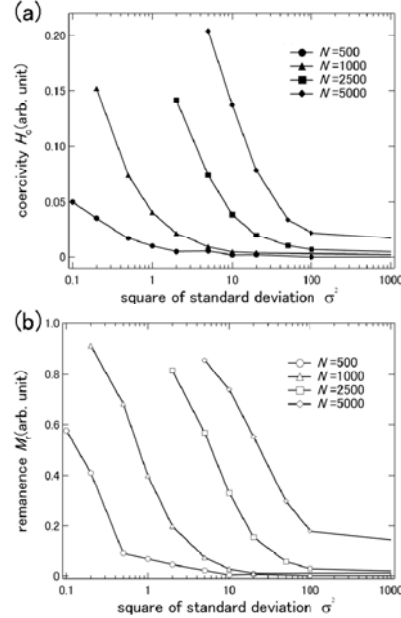 (a)
0.20
0.15
0.10
0.05
0
coercivity Hc(arb. unit)
N=500
N=1000
N=2500
N=5000
0.1
1
10
100
1000
square of standard deviation σ²
(b)
1.0
0.8
0.6
0.4
0.2
0
remanence Mr(arb. unit)
N=500
N=1000
N=2500
N=5000
0.1
1
10
100
1000
square of standard deviation σ²